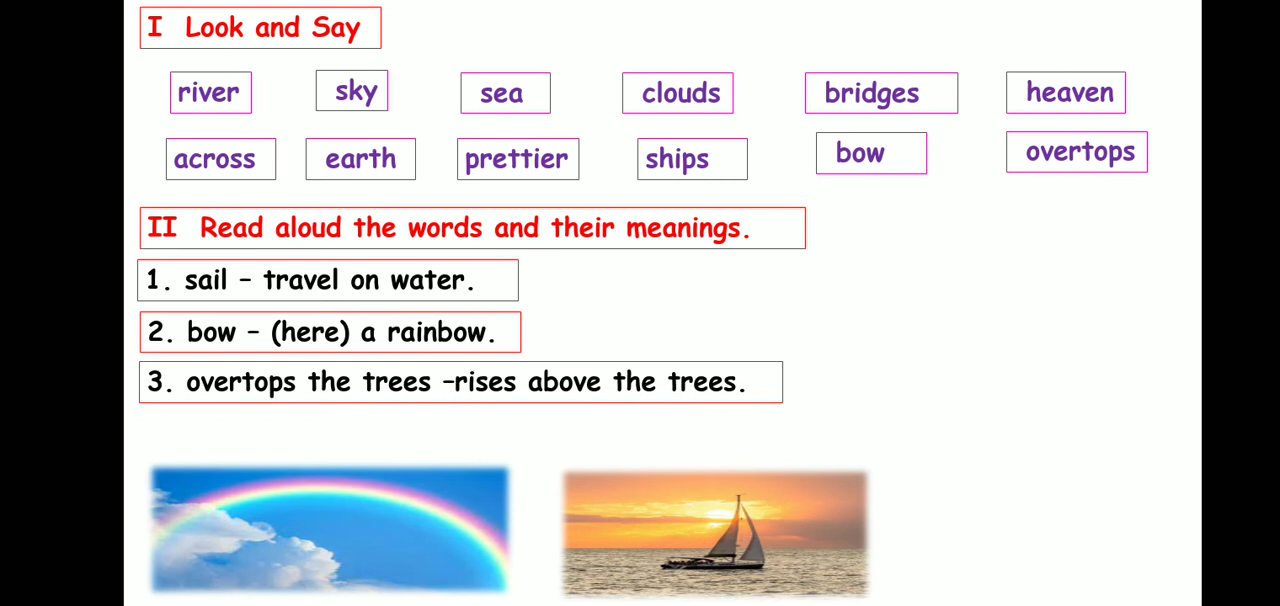 I Look and Say
river sky sea clouds bridges heaven
across earth prettier ships bow overtops
II Read aloud the words and their meanings.
1. sail – travel on water.
2. bow – (here) a rainbow.
3. overtops the trees –rises above the trees.